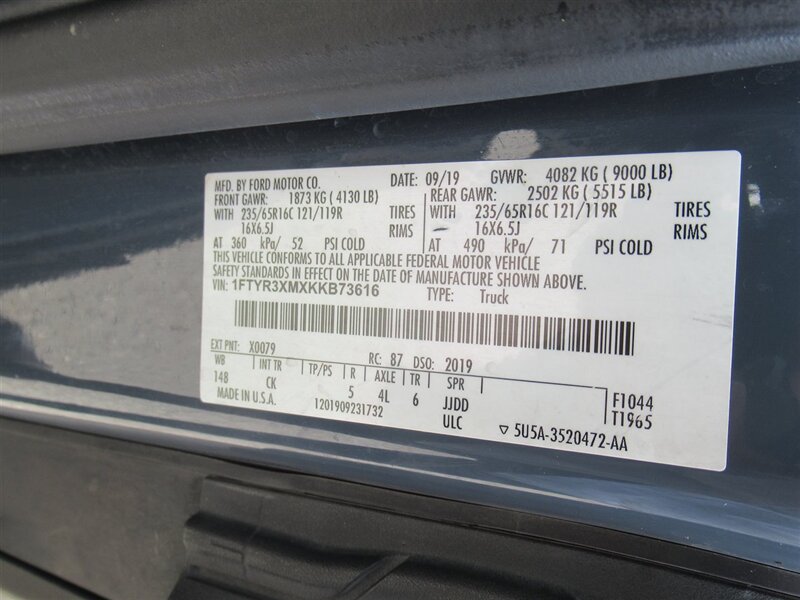 MFD. BY FORD MOTOR CO. DATE: 09/19 GVWR: 4082 KG ( 9000 LB)
FRONT GAWR: 1873 KG ( 4130 LB) REAR GAWR: 2502 KG ( 5515 LB)
WITH 235/65R16C 121/119R TIRES WITH 235/65R16C 121/119R TIRES
16X6.5J RIMS 16X6.5J RIMS
AT 360 kPa/ 52 PSI COLD AT 490 kPa/ 71 PSI COLD
THIS VEHICLE CONFORMS TO ALL APPLICABLE FEDERAL MOTOR VEHICLE
SAFETY STANDARDS IN EFFECT ON THE DATE OF MANUFACTURE SHOWN ABOVE.
VIN: 1FTYR3XMXKKB73616 TYPE: Truck
EXT PNT: X0079 RC: 87 DSO: 2019
WB INT TR TP/PS R AXLE TR SPR
148 CK 5 4L 6 JJDD F1044
MADE IN U.S.A. 1201909231732 ULC T1965
▽ 5U5A-3520472-AA